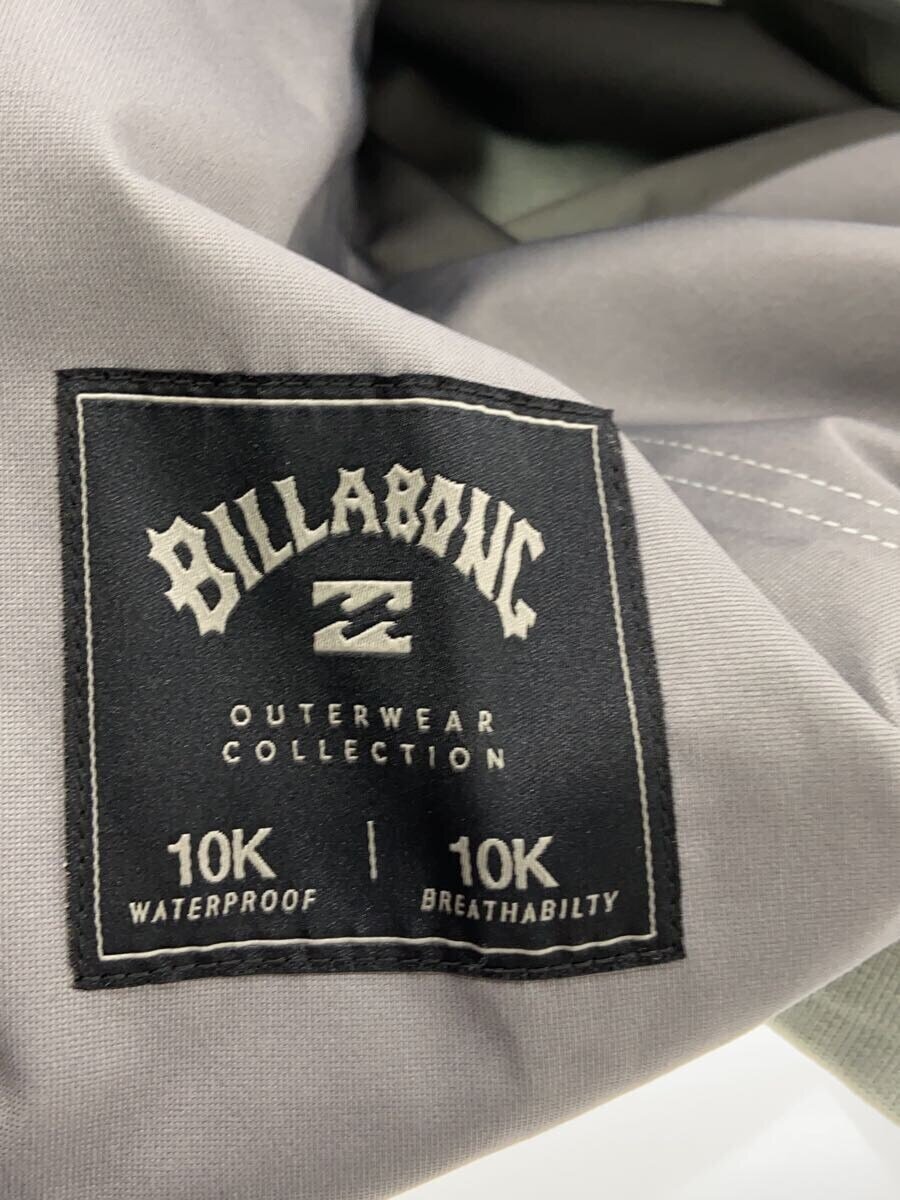 BILLABONG
OUTERWEAR
COLLECTION
10K | 10K
WATERPROOF BREATHABILTY